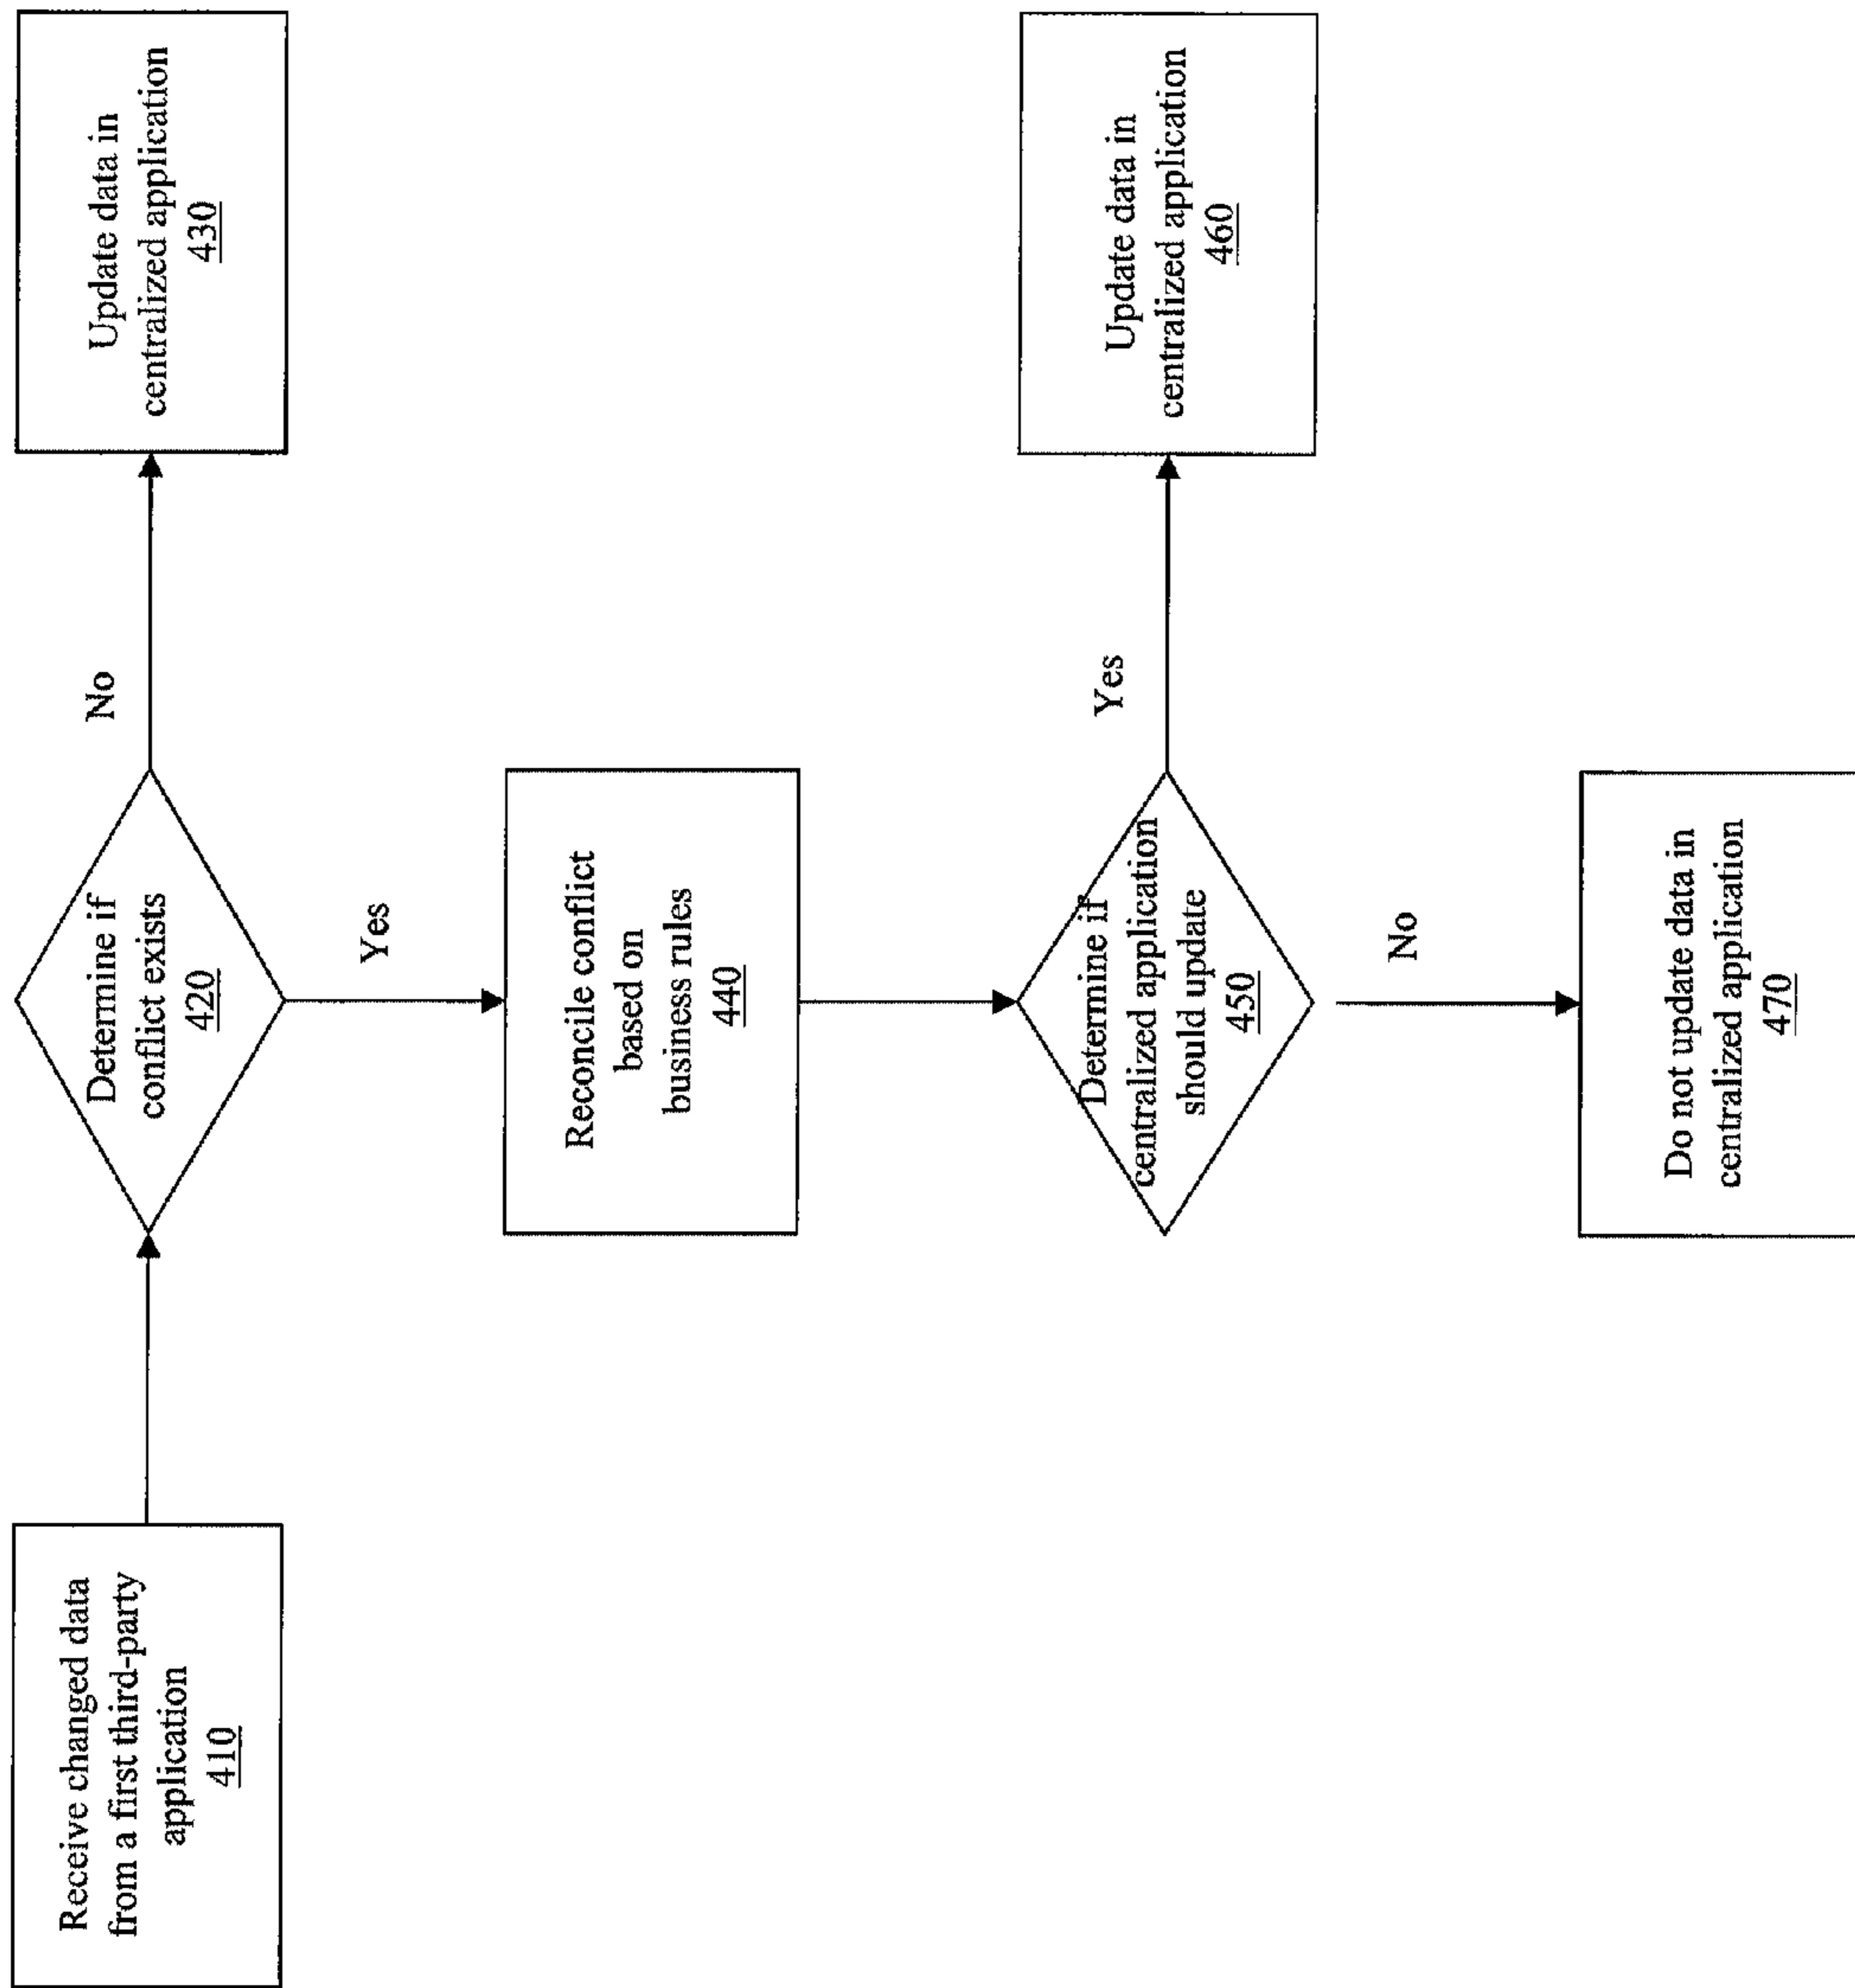 Receive changed data
from a first third-party
application
410
Determine if
conflict exists
420
No
Update data in
centralized application
430
Yes
Reconcile conflict
based on
business rules
440
Determine if
centralized application
should update
450
Yes
Update data in
centralized application
460
No
Do not update data in
centralized application
470